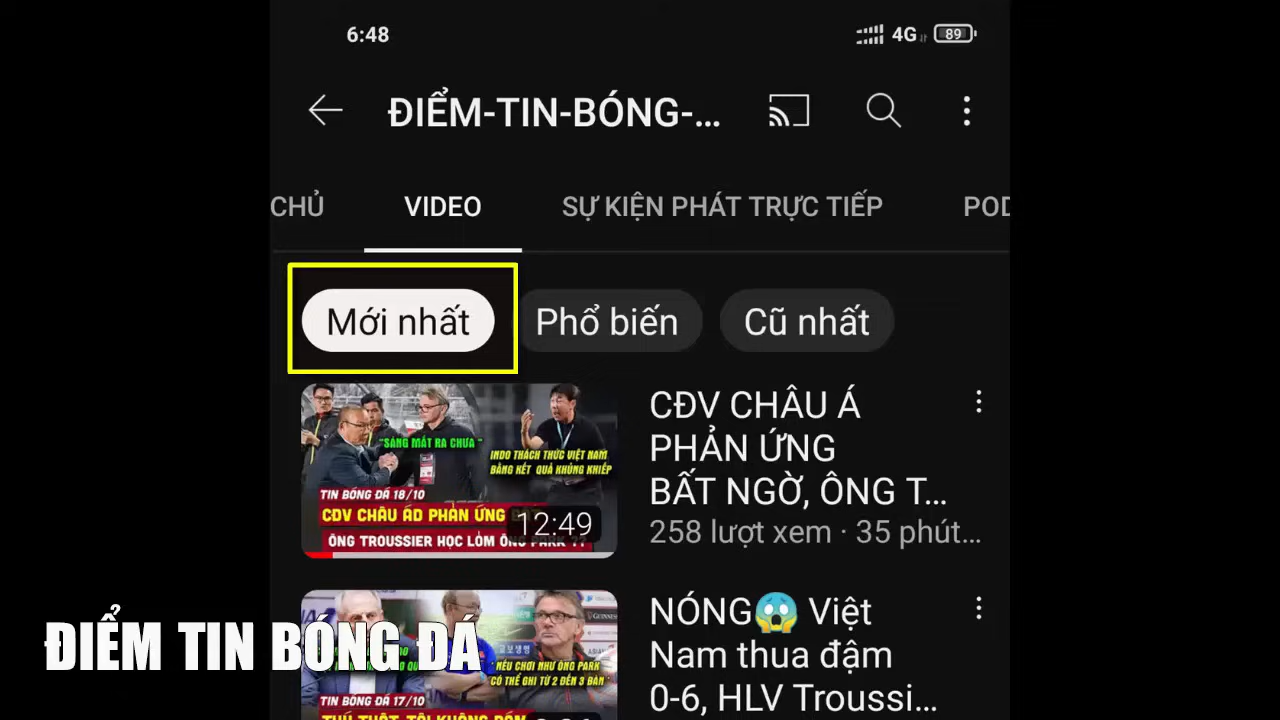 6:48
4G
89
ĐIỂM-TIN-BÓNG-...
CHỦ
VIDEO
SỰ KIỆN PHÁT TRỰC TIẾP
POD
Mới nhất
Phổ biến
Cũ nhất
"SÁNG MẮT RA CHƯA"
INDO THÁCH THỨC VIỆT NAM
BẰNG KẾT QUẢ KHỦNG KHIẾP
TIN BÓNG ĐÁ 18/10
CĐV CHÂU Á PHẢN ỨNG
ÔNG TROUSSIER HỌC LỎM ÔNG PARK ??
12:49
CĐV CHÂU Á
PHẢN ỨNG
BẤT NGỜ, ÔNG T...
258 lượt xem · 35 phút...
"NẾU CHƠI NHƯ ÔNG PARK
CÓ THỂ GHI TỪ 2 ĐẾN 3 BÀN"
TIN BÓNG ĐÁ 17/10
NÓNG😱 Việt
Nam thua đậm
0-6, HLV Troussi...
ĐIỂM TIN BÓNG ĐÁ